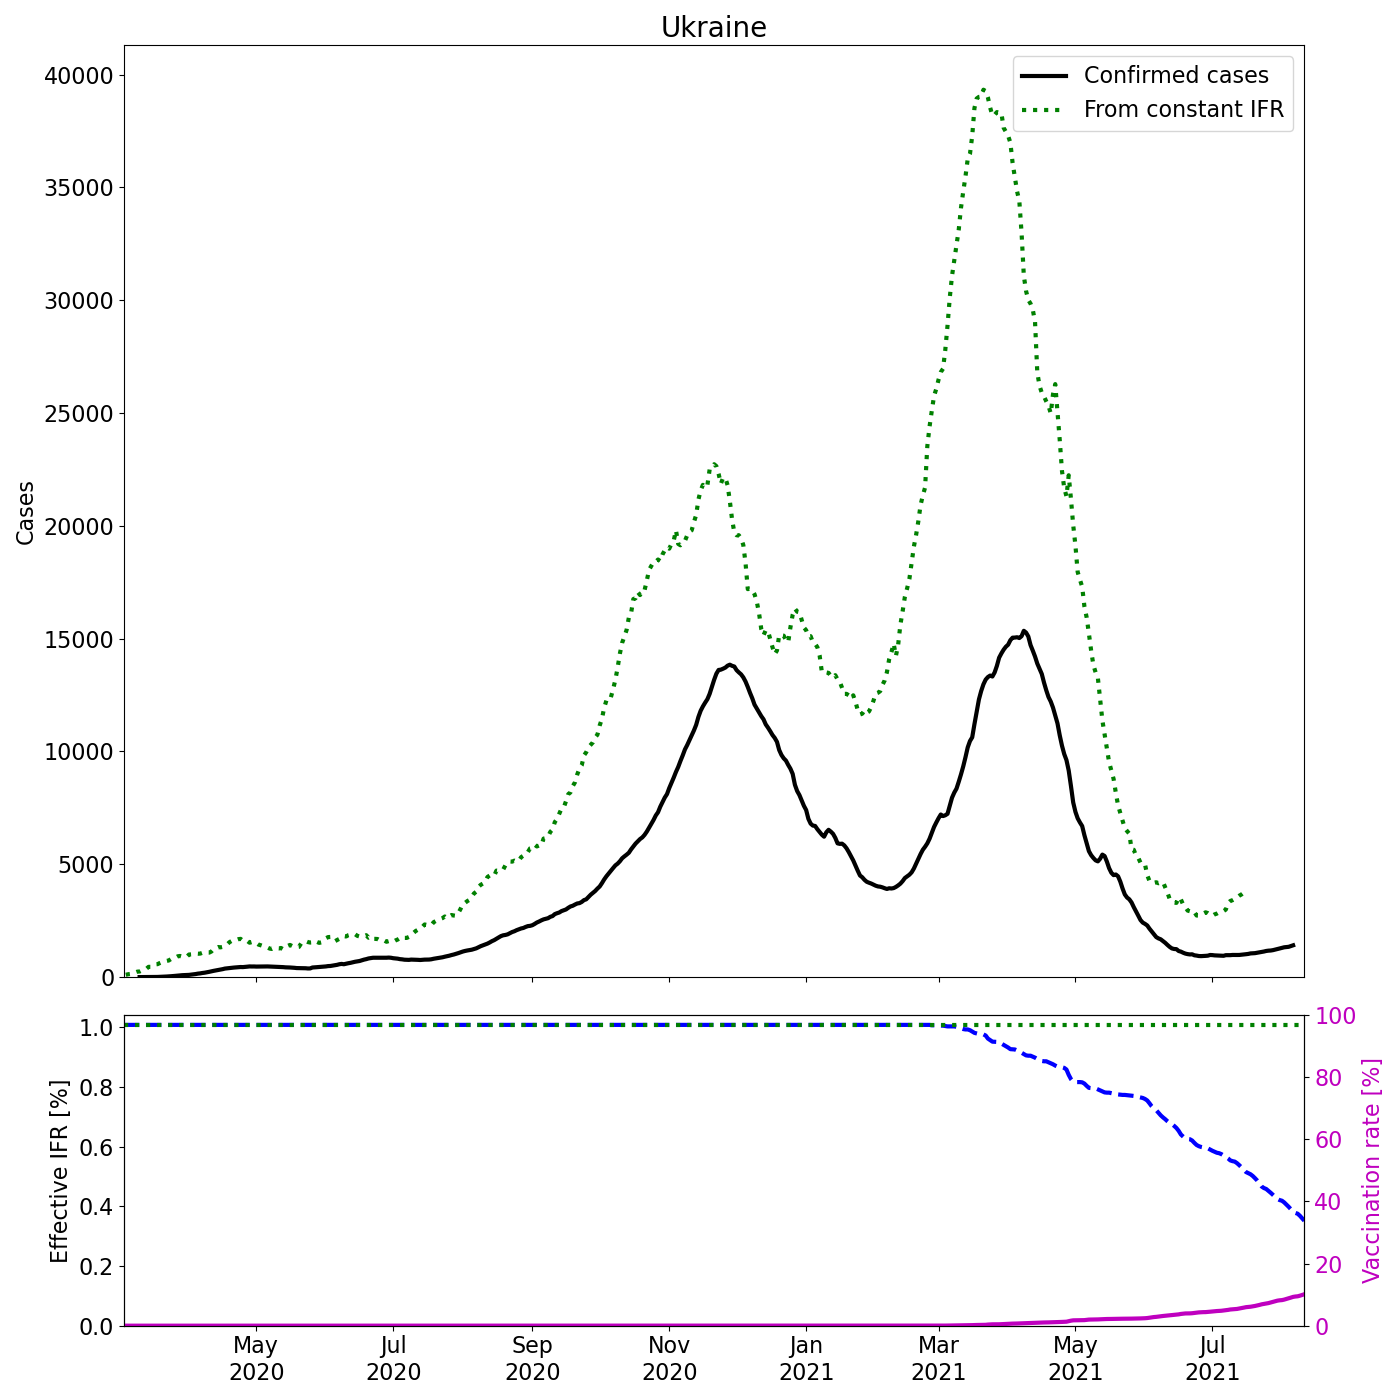 Ukraine
40000
35000
30000
25000
20000
15000
10000
5000
0
Cases
Confirmed cases
From constant IFR
1.0
0.8
0.6
0.4
0.2
0.0
Effective IFR [%]
100
80
60
40
20
0
Vaccination rate [%]
May
2020
Jul
2020
Sep
2020
Nov
2020
Jan
2021
Mar
2021
May
2021
Jul
2021